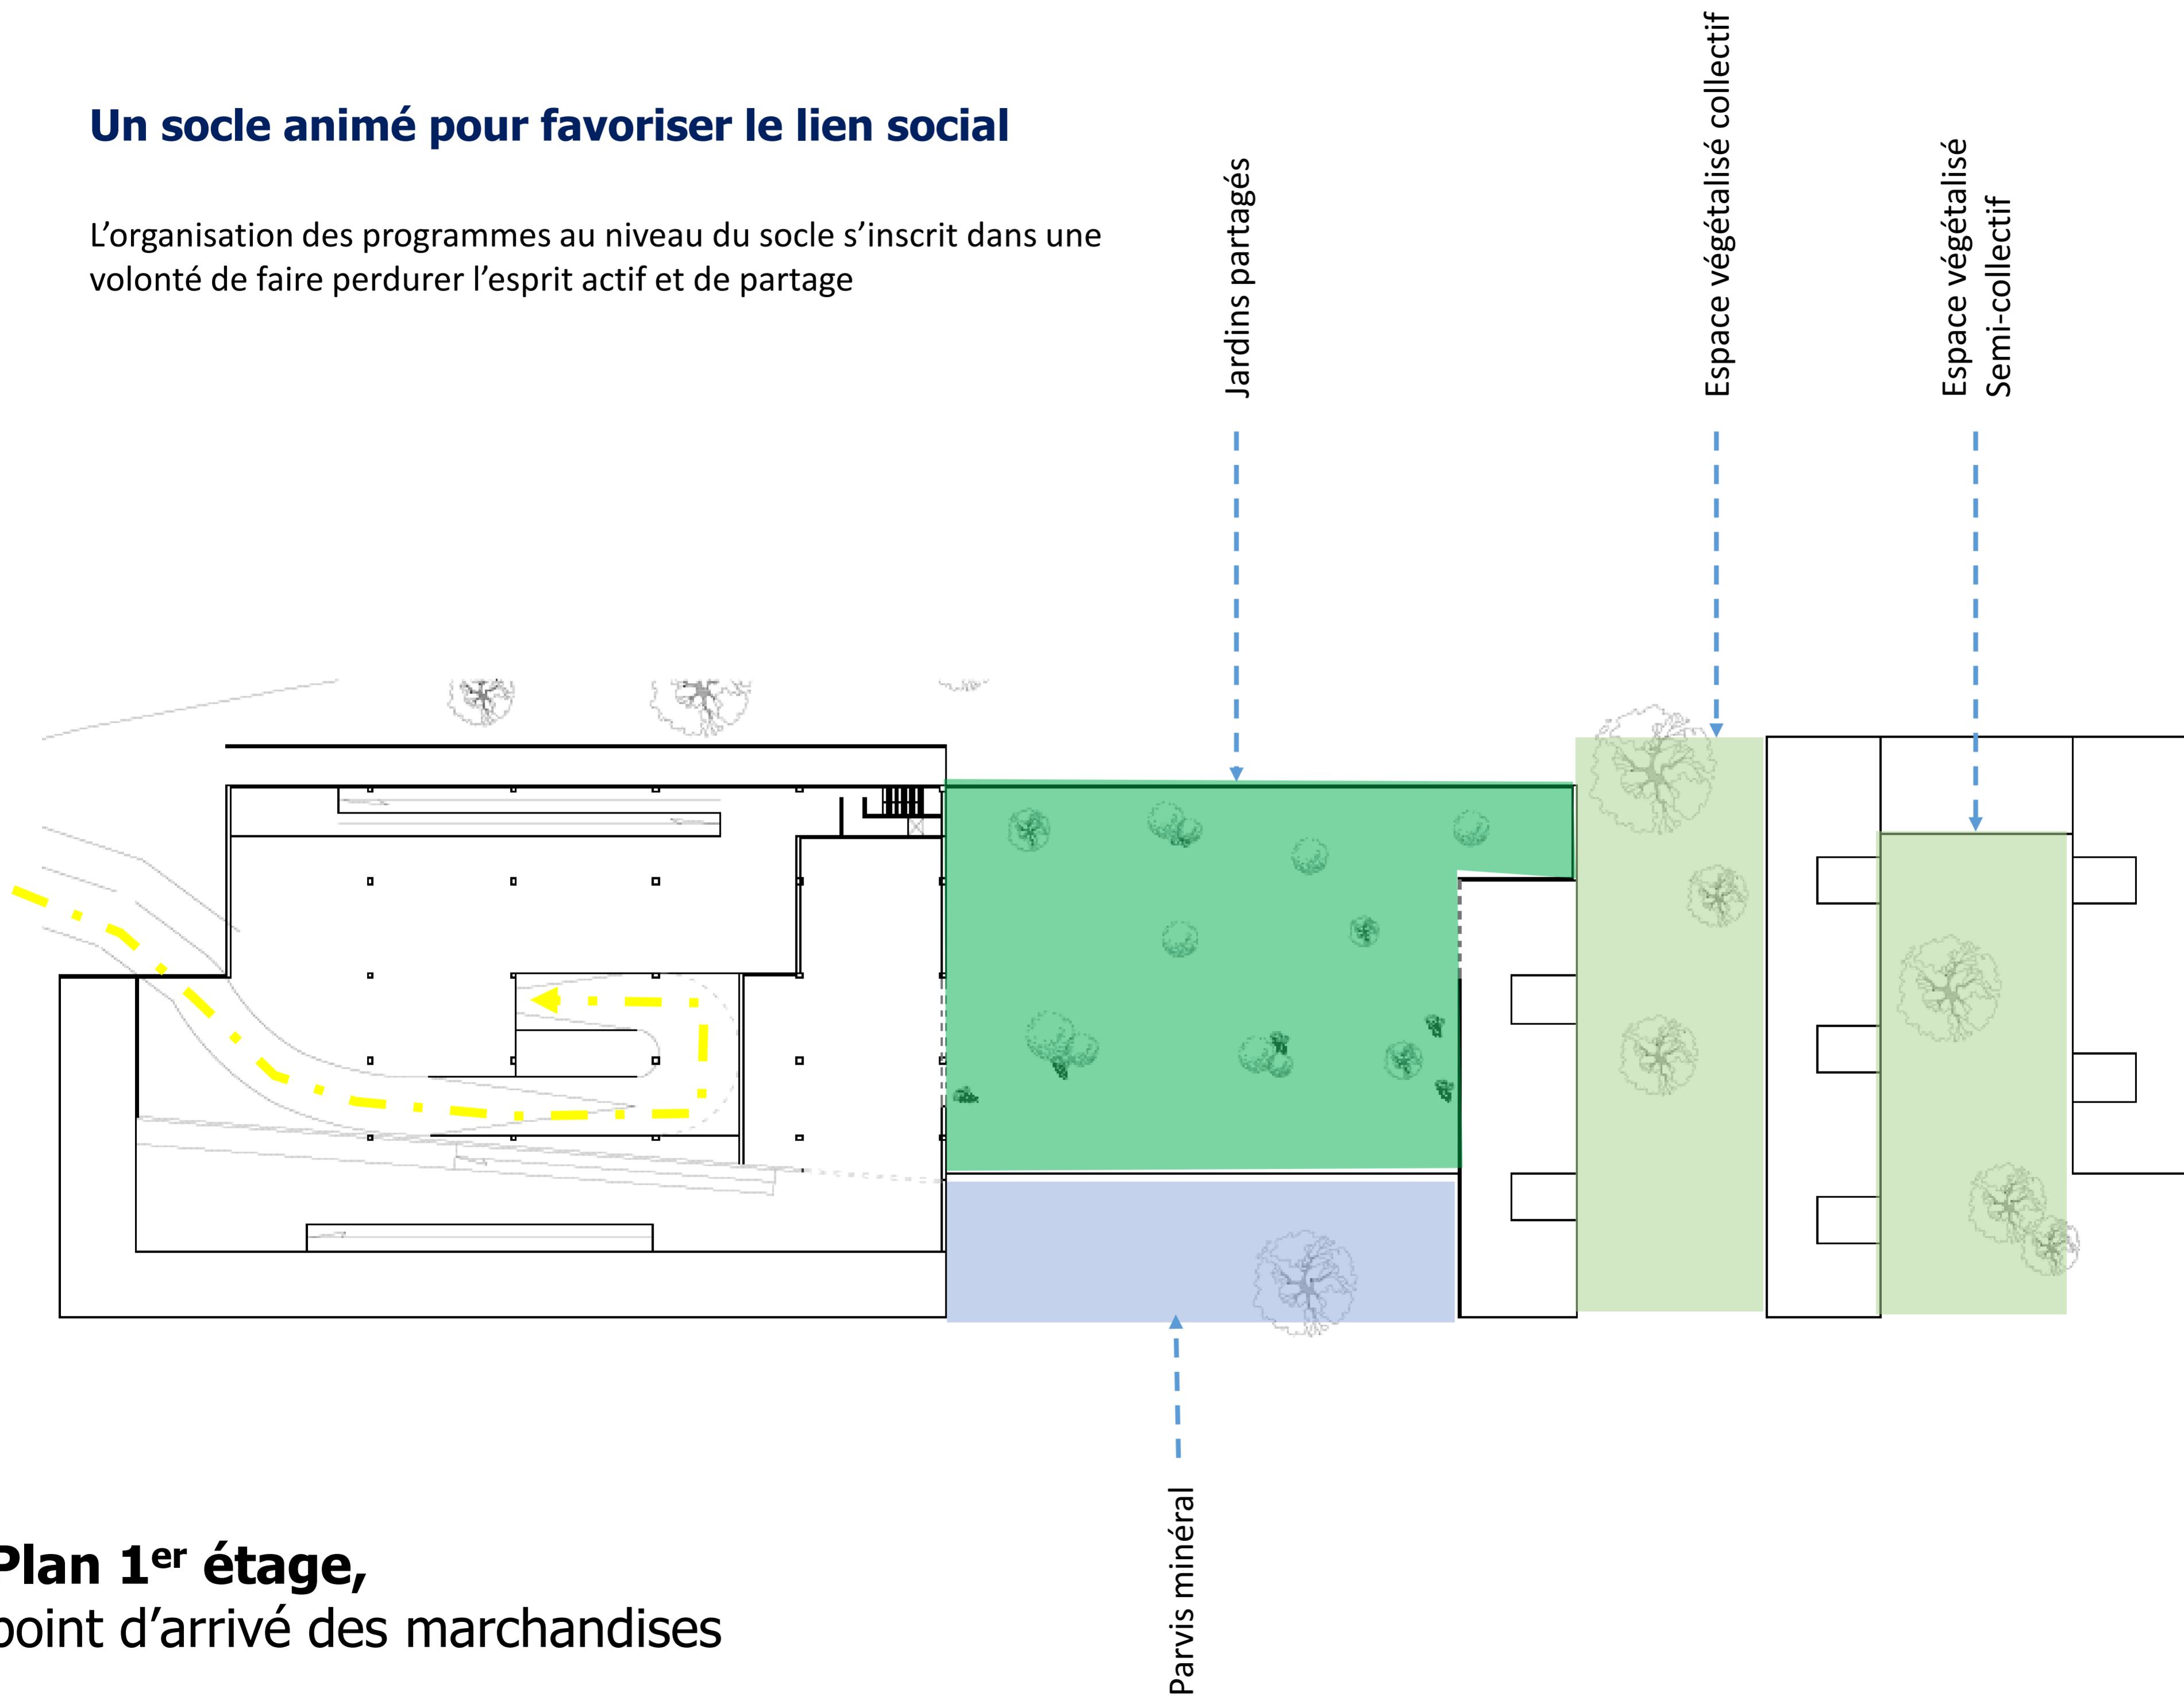 Un socle animé pour favoriser le lien social
L’organisation des programmes au niveau du socle s’inscrit dans une
volonté de faire perdurer l’esprit actif et de partage
Jardins partagés
Espace végétalisé collectif
Espace végétalisé
Semi-collectif
Parvis minéral
Plan 1er étage,
point d’arrivé des marchandises